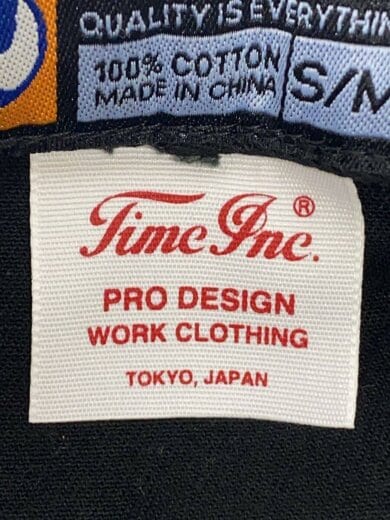 QUALITY IS EVERYTHIN
100% COTTON
MADE IN CHINA
S/M
Time Inc.®
PRO DESIGN
WORK CLOTHING
TOKYO, JAPAN